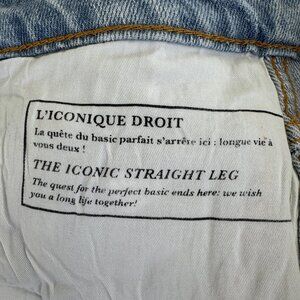 L'ICONIQUE DROIT
La quête du basic parfait s'arrête ici : longue vie à
vous deux !
THE ICONIC STRAIGHT LEG
The quest for the perfect basic ends here: we wish
you a long life together!